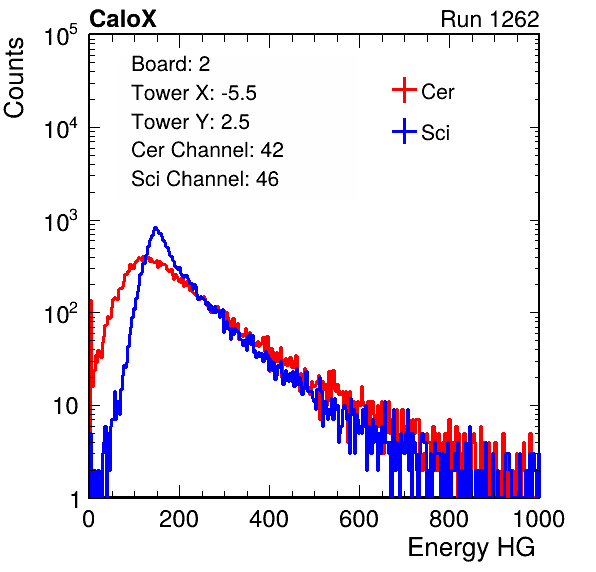 CaloX Run 1262
Counts
Board: 2
Tower X: -5.5
Tower Y: 2.5
Cer Channel: 42
Sci Channel: 46
Cer
Sci
10^5
10^4
10^3
10^2
10
1
0 200 400 600 800 1000
Energy HG